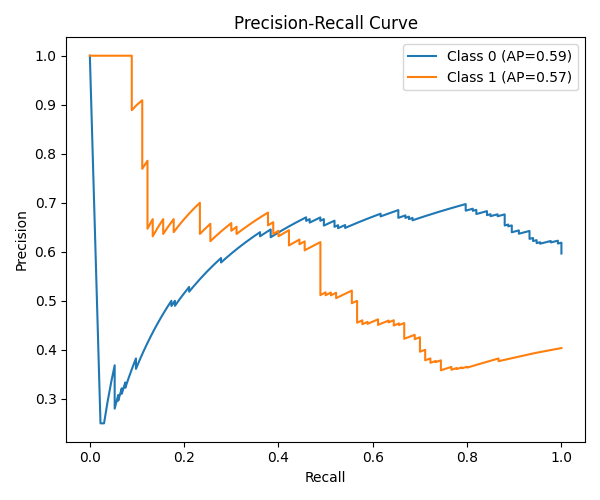 Precision-Recall Curve
Class 0 (AP=0.59)
Class 1 (AP=0.57)
1.0
0.9
0.8
0.7
0.6
0.5
0.4
0.3
Precision
0.0 0.2 0.4 0.6 0.8 1.0
Recall